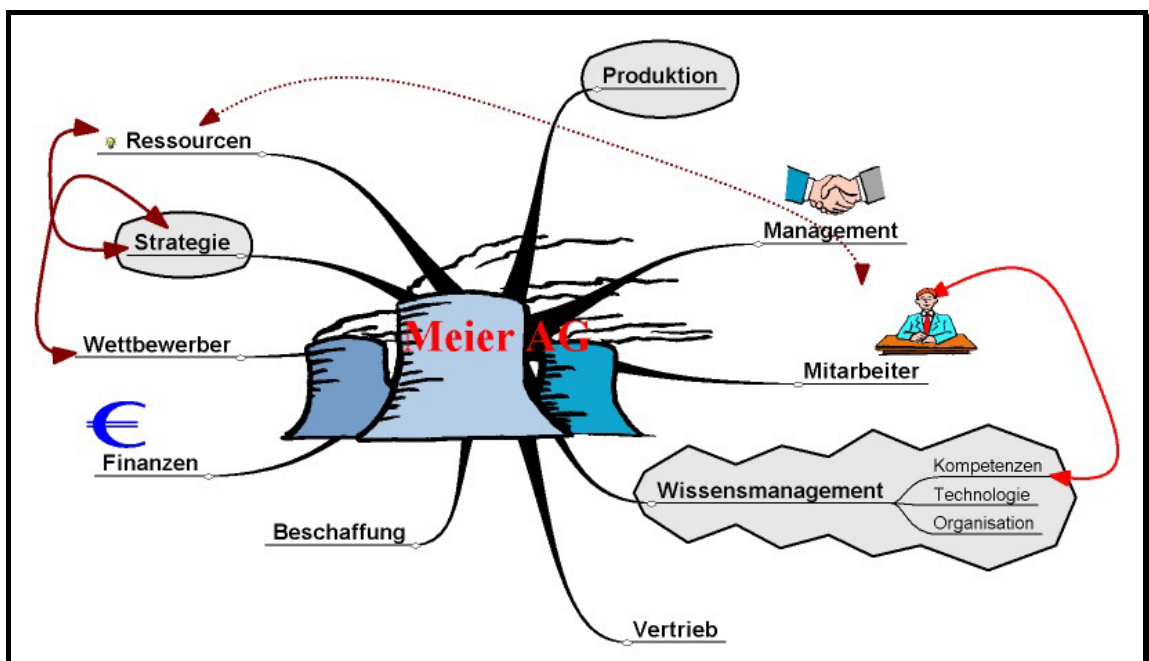 Produktion
Ressourcen
Management
Strategie
Meier AG
Wettbewerber
Mitarbeiter
Finanzen
Kompetenzen
Wissensmanagement
Technologie
Organisation
Beschaffung
Vertrieb